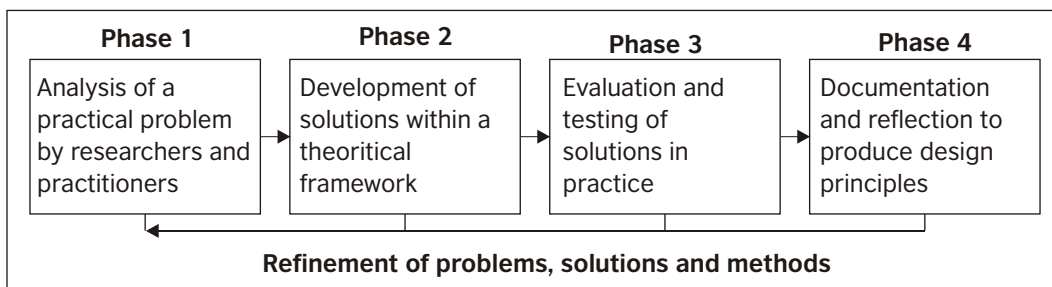 Phase 1
Analysis of a
practical problem
by researchers and
practitioners
Phase 2
Development of
solutions within a
theoritical
framework
Phase 3
Evaluation and
testing of
solutions in
practice
Phase 4
Documentation
and reflection to
produce design
principles
Refinement of problems, solutions and methods